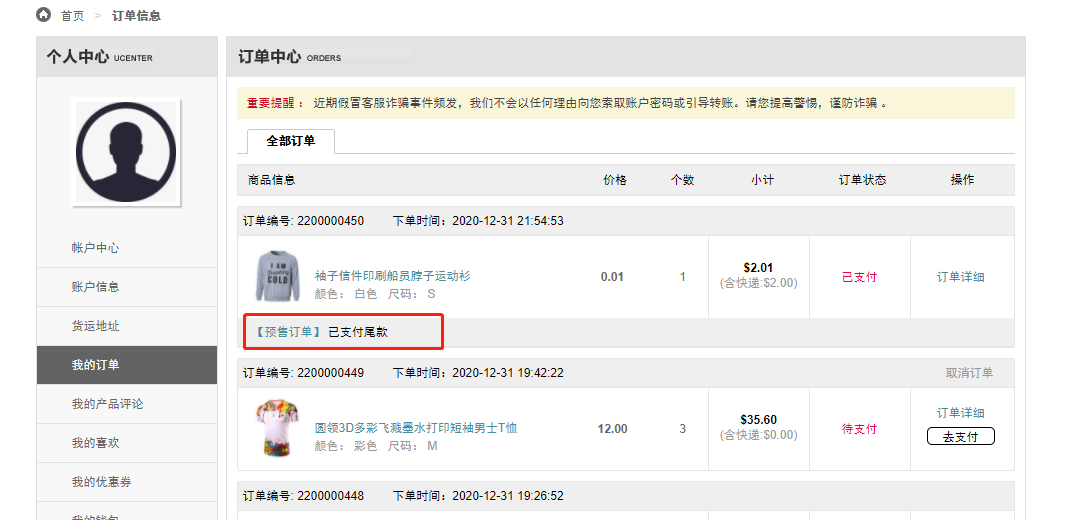 首页 > 订单信息
个人中心 UCENTER
帐户中心
账户信息
货运地址
我的订单
我的产品评论
我的喜欢
我的优惠券
订单中心 ORDERS
重要提醒： 近期假冒客服诈骗事件频发，我们不会以任何理由向您索取账户密码或引导转账。请您提高警惕，谨防诈骗 。
全部订单
商品信息 价格 个数 小计 订单状态 操作
订单编号: 2200000450 下单时间：2020-12-31 21:54:53
I AM
COLD
袖子信件印刷船员脖子运动衫
颜色： 白色 尺码： S
0.01 1 $2.01
(含快递:$2.00)
已支付 订单详细
【预售订单】 已支付尾款
订单编号: 2200000449 下单时间：2020-12-31 19:42:22 取消订单
圆领3D多彩飞溅墨水打印短袖男士T恤
颜色： 彩色 尺码： M
12.00 3 $35.60
(含快递:$0.00)
待支付 订单详细
去支付
订单编号: 2200000448 下单时间：2020-12-31 19:26:52